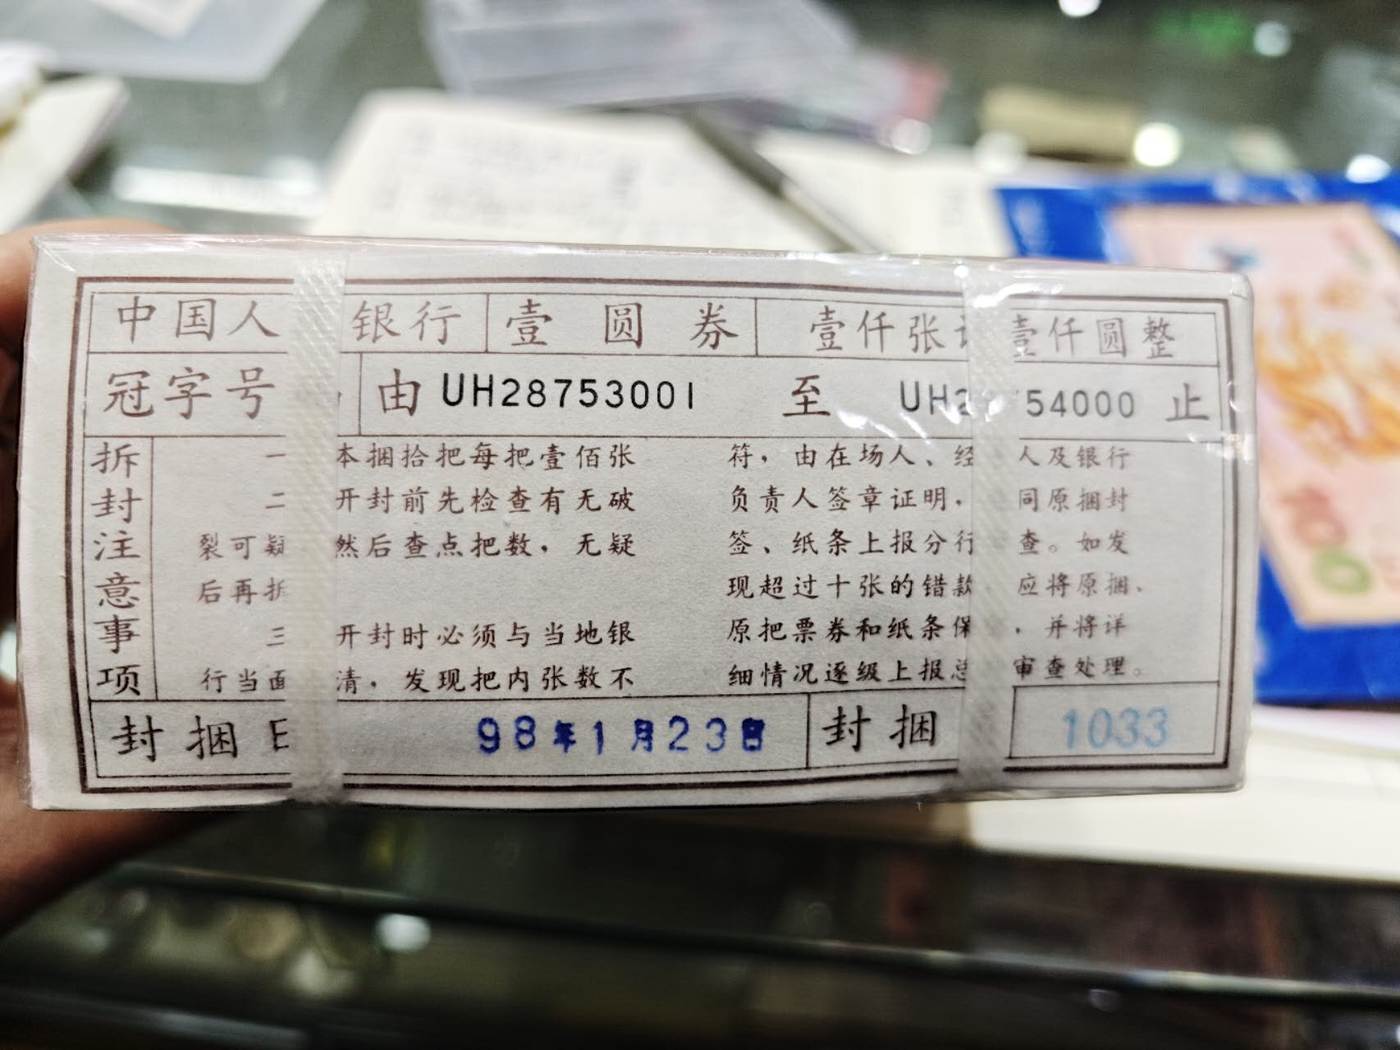 中国人 银行 壹圆券 壹仟张 壹仟圆整
冠字号 由 UH28753001 至 UH2 754000 止
拆封注意事项
一 本捆拾把每把壹佰张
二 开封前先检查有无破
裂可疑 然后查点把数，无疑
后再拆
三 开封时必须与当地银
行当面 清，发现把内张数不
符，由在场人、经 人及银行
负责人签章证明， 同原捆封
签、纸条上报分行 查。如发
现超过十张的错款 应将原捆、
原把票券和纸条保 ，并将详
细情况逐级上报总 审查处理。
封捆日 98年1月23日 封捆 1033